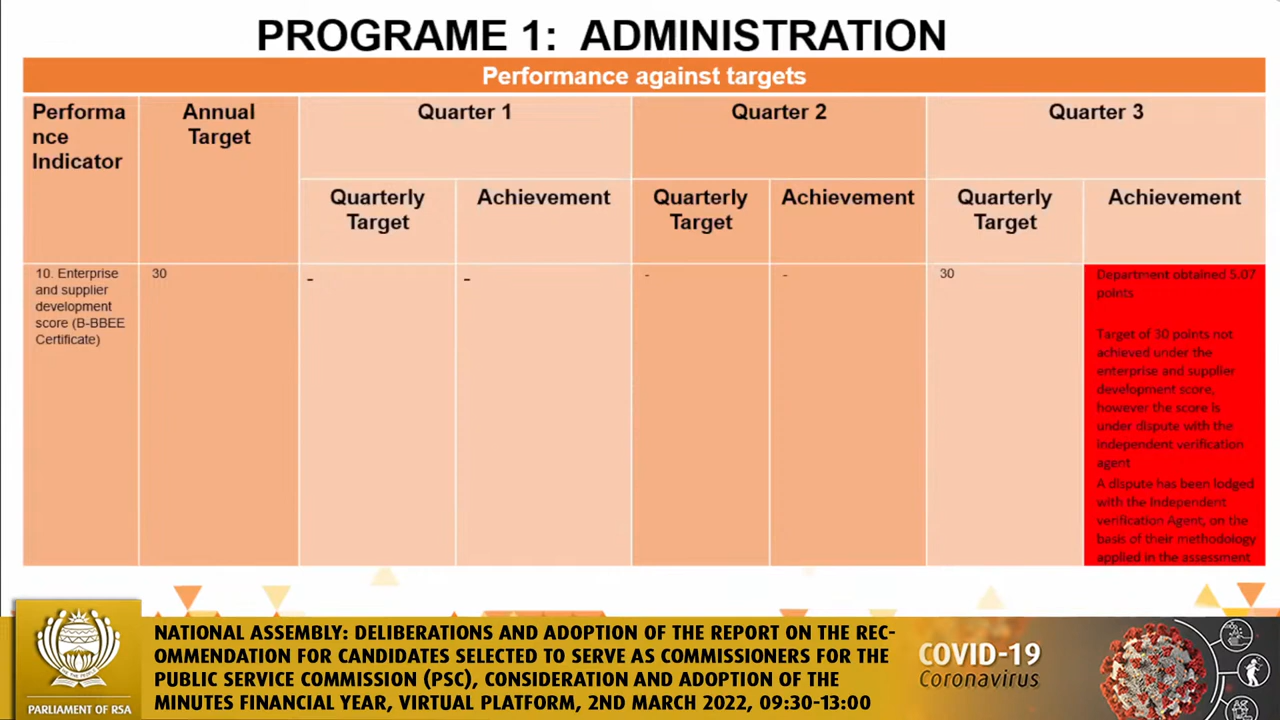 PROGRAME 1: ADMINISTRATION
Performance against targets
Performa
nce
Indicator
Annual
Target
Quarter 1
Quarter 2
Quarter 3
Quarterly
Target
Achievement
Quarterly
Target
Achievement
Quarterly
Target
Achievement
10. Enterprise
and supplier
development
score (B-BBEE
Certificate)
30
-
-
-
-
30
Department obtained 5.07
points
Target of 30 points not
achieved under the
enterprise and supplier
development score,
however the score is
under dispute with the
independent verification
agent
A dispute has been lodged
with the Independent
verification Agent, on the
basis of their methodology
applied in the assessment
PARLIAMENT OF RSA
NATIONAL ASSEMBLY: DELIBERATIONS AND ADOPTION OF THE REPORT ON THE REC-
OMMENDATION FOR CANDIDATES SELECTED TO SERVE AS COMMISSIONERS FOR THE
PUBLIC SERVICE COMMISSION (PSC), CONSIDERATION AND ADOPTION OF THE
MINUTES FINANCIAL YEAR, VIRTUAL PLATFORM, 2ND MARCH 2022, 09:30-13:00
COVID-19
Coronavirus